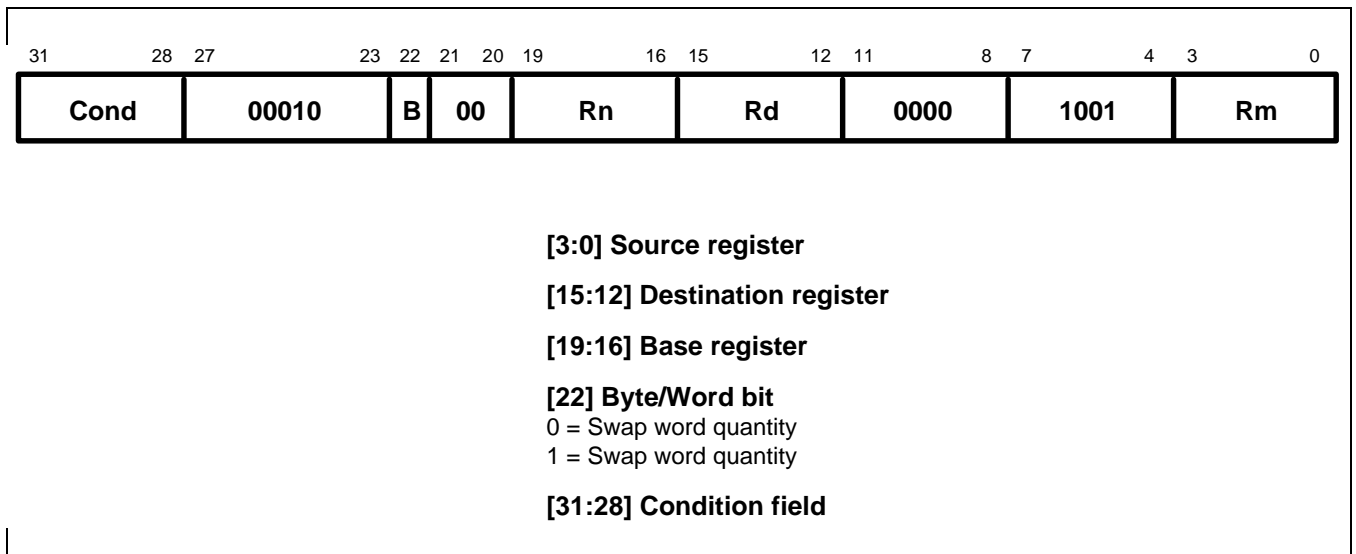 31 28 27 23 22 21 20 19 16 15 12 11 8 7 4 3 0
Cond 00010 B 00 Rn Rd 0000 1001 Rm
[3:0] Source register
[15:12] Destination register
[19:16] Base register
[22] Byte/Word bit
0 = Swap word quantity
1 = Swap word quantity
[31:28] Condition field